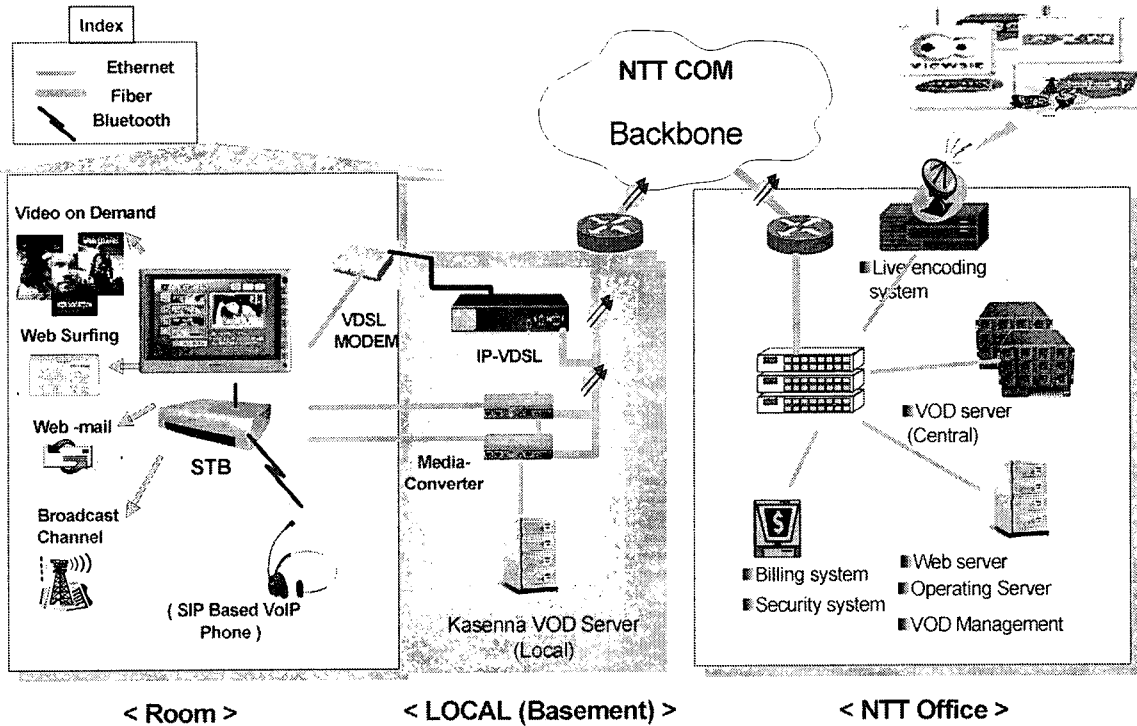 Index
Ethernet
Fiber
Bluetooth
NTT COM
Backbone
VIEWSIC
Video on Demand
Web Surfing
Web -mail
Broadcast
Channel
STB
( SIP Based VoIP
Phone )
VDSL
MODEM
IP-VDSL
Media-
Converter
Kasenna VOD Server
(Local)
Live encoding
system
VOD server
(Central)
$
Billing system
Security system
Web server
Operating Server
VOD Management
< Room >
< LOCAL (Basement) >
< NTT Office >